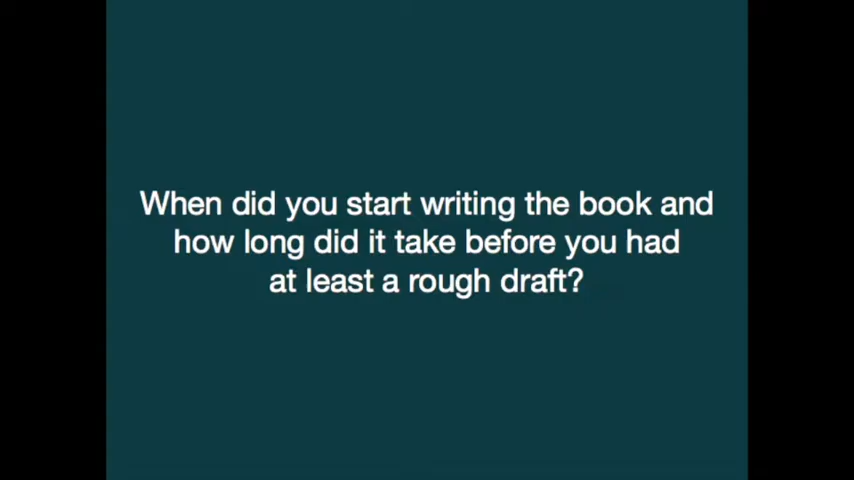 When did you start writing the book and
how long did it take before you had
at least a rough draft?